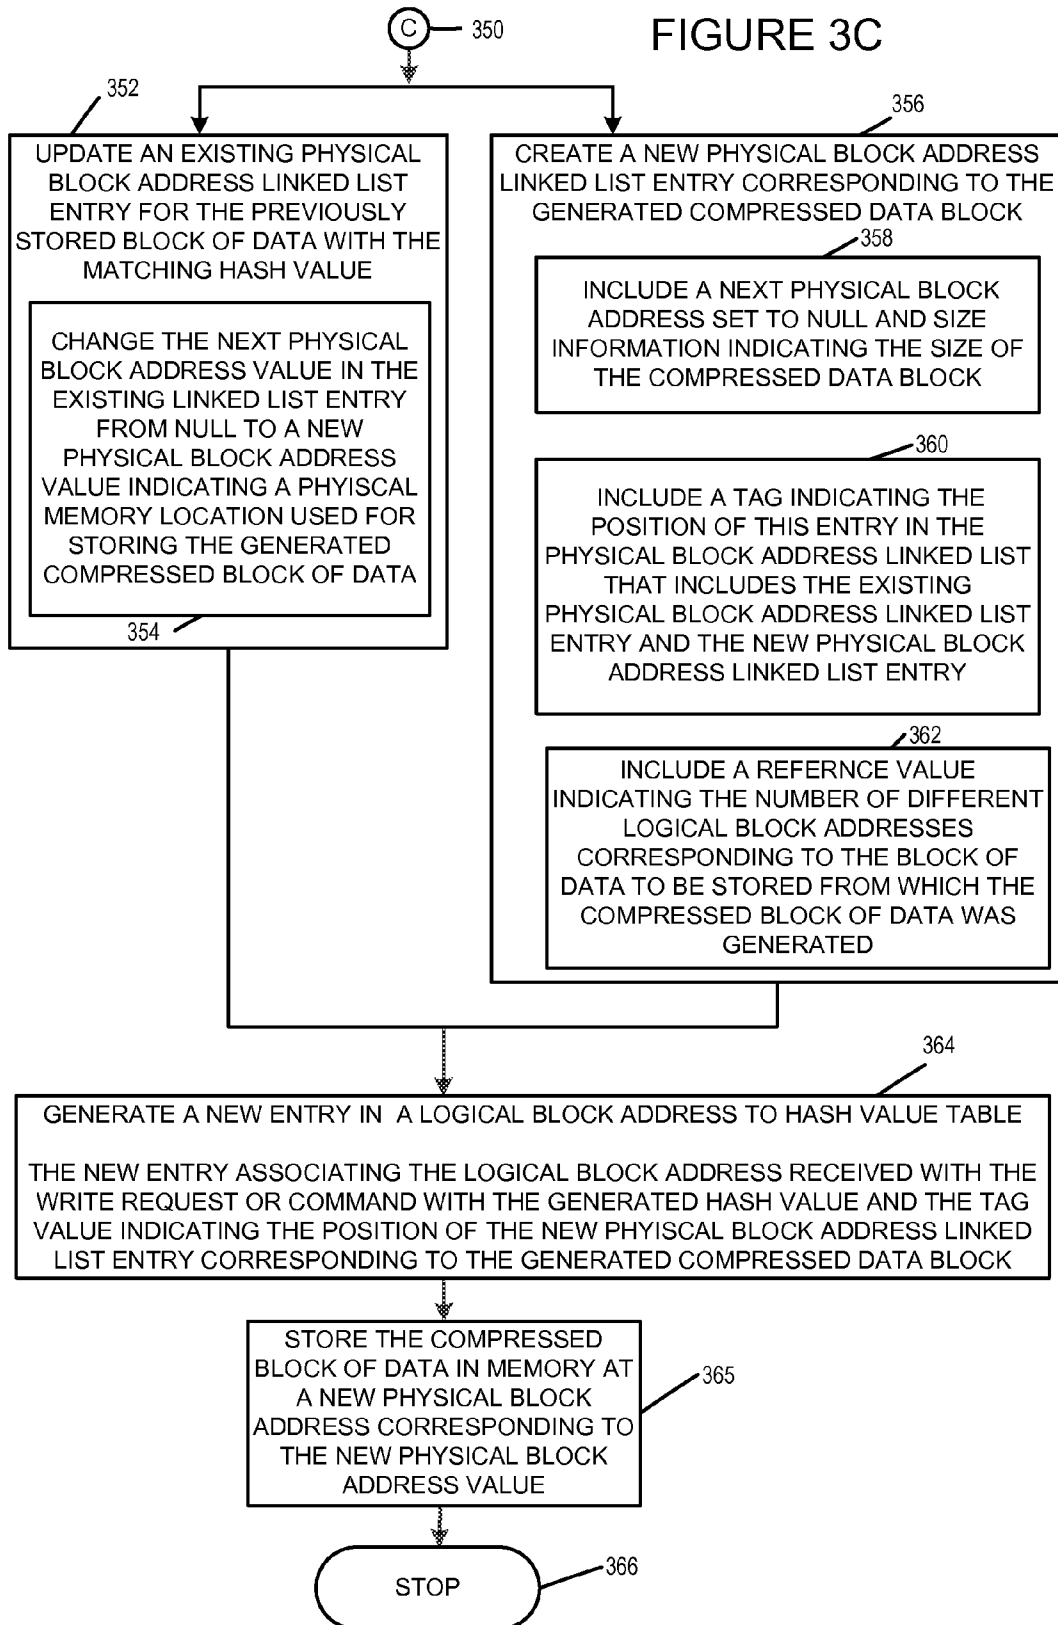 C
350
FIGURE 3C
352
UPDATE AN EXISTING PHYSICAL
BLOCK ADDRESS LINKED LIST
ENTRY FOR THE PREVIOUSLY
STORED BLOCK OF DATA WITH THE
MATCHING HASH VALUE
CHANGE THE NEXT PHYSICAL
BLOCK ADDRESS VALUE IN THE
EXISTING LINKED LIST ENTRY
FROM NULL TO A NEW
PHYSICAL BLOCK ADDRESS
VALUE INDICATING A PHYISCAL
MEMORY LOCATION USED FOR
STORING THE GENERATED
COMPRESSED BLOCK OF DATA
354
356
CREATE A NEW PHYSICAL BLOCK ADDRESS
LINKED LIST ENTRY CORRESPONDING TO THE
GENERATED COMPRESSED DATA BLOCK
358
INCLUDE A NEXT PHYSICAL BLOCK
ADDRESS SET TO NULL AND SIZE
INFORMATION INDICATING THE SIZE OF
THE COMPRESSED DATA BLOCK
360
INCLUDE A TAG INDICATING THE
POSITION OF THIS ENTRY IN THE
PHYSICAL BLOCK ADDRESS LINKED LIST
THAT INCLUDES THE EXISTING
PHYSICAL BLOCK ADDRESS LINKED LIST
ENTRY AND THE NEW PHYSICAL BLOCK
ADDRESS LINKED LIST ENTRY
362
INCLUDE A REFERNCE VALUE
INDICATING THE NUMBER OF DIFFERENT
LOGICAL BLOCK ADDRESSES
CORRESPONDING TO THE BLOCK OF
DATA TO BE STORED FROM WHICH THE
COMPRESSED BLOCK OF DATA WAS
GENERATED
364
GENERATE A NEW ENTRY IN A LOGICAL BLOCK ADDRESS TO HASH VALUE TABLE
THE NEW ENTRY ASSOCIATING THE LOGICAL BLOCK ADDRESS RECEIVED WITH THE
WRITE REQUEST OR COMMAND WITH THE GENERATED HASH VALUE AND THE TAG
VALUE INDICATING THE POSITION OF THE NEW PHYISCAL BLOCK ADDRESS LINKED
LIST ENTRY CORRESPONDING TO THE GENERATED COMPRESSED DATA BLOCK
STORE THE COMPRESSED
BLOCK OF DATA IN MEMORY AT
A NEW PHYSICAL BLOCK
ADDRESS CORRESPONDING TO
THE NEW PHYSICAL BLOCK
ADDRESS VALUE
365
STOP
366